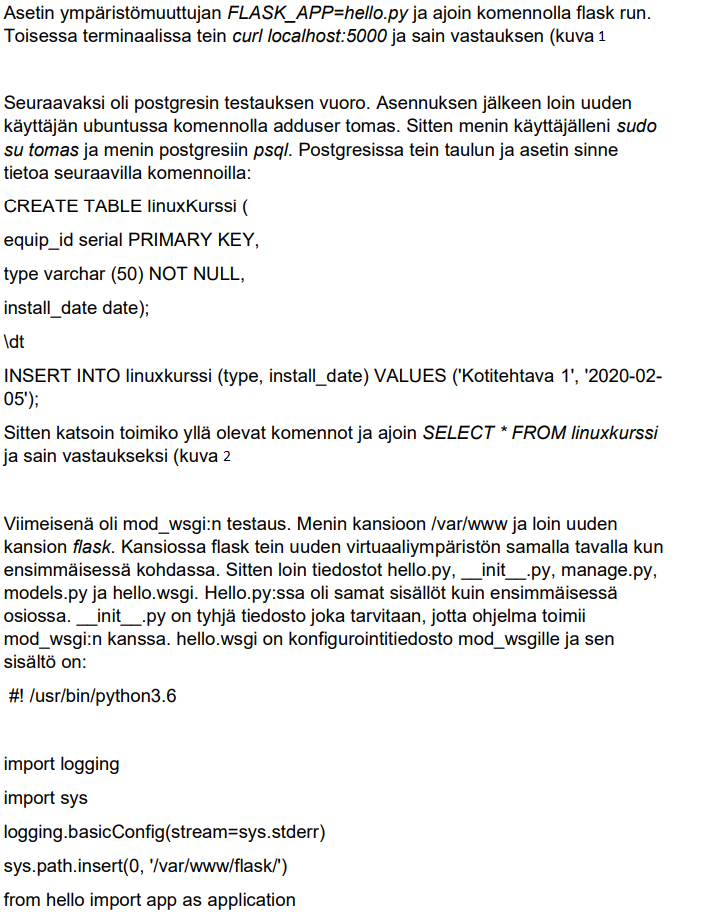 Asetin ympäristömuuttujan FLASK_APP=hello.py ja ajoin komennolla flask run.
Toisessa terminaalissa tein curl localhost:5000 ja sain vastauksen (kuva 1
Seuraavaksi oli postgresin testauksen vuoro. Asennuksen jälkeen loin uuden
käyttäjän ubuntussa komennolla adduser tomas. Sitten menin käyttäjälleni sudo
su tomas ja menin postgresiin psql. Postgresissa tein taulun ja asetin sinne
tietoa seuraavilla komennoilla:
CREATE TABLE linuxKurssi (
equip_id serial PRIMARY KEY,
type varchar (50) NOT NULL,
install_date date);
\dt
INSERT INTO linuxkurssi (type, install_date) VALUES ('Kotitehtava 1', '2020-02-
05');
Sitten katsoin toimiko yllä olevat komennot ja ajoin SELECT * FROM linuxkurssi
ja sain vastaukseksi (kuva 2
Viimeisenä oli mod_wsgi:n testaus. Menin kansioon /var/www ja loin uuden
kansion flask. Kansiossa flask tein uuden virtuaaliympäristön samalla tavalla kun
ensimmäisessä kohdassa. Sitten loin tiedostot hello.py, __init__.py, manage.py,
models.py ja hello.wsgi. Hello.py:ssa oli samat sisällöt kuin ensimmäisessä
osiossa. __init__.py on tyhjä tiedosto joka tarvitaan, jotta ohjelma toimii
mod_wsgi:n kanssa. hello.wsgi on konfigurointitiedosto mod_wsgille ja sen
sisältö on:
#! /usr/bin/python3.6
import logging
import sys
logging.basicConfig(stream=sys.stderr)
sys.path.insert(0, '/var/www/flask/')
from hello import app as application